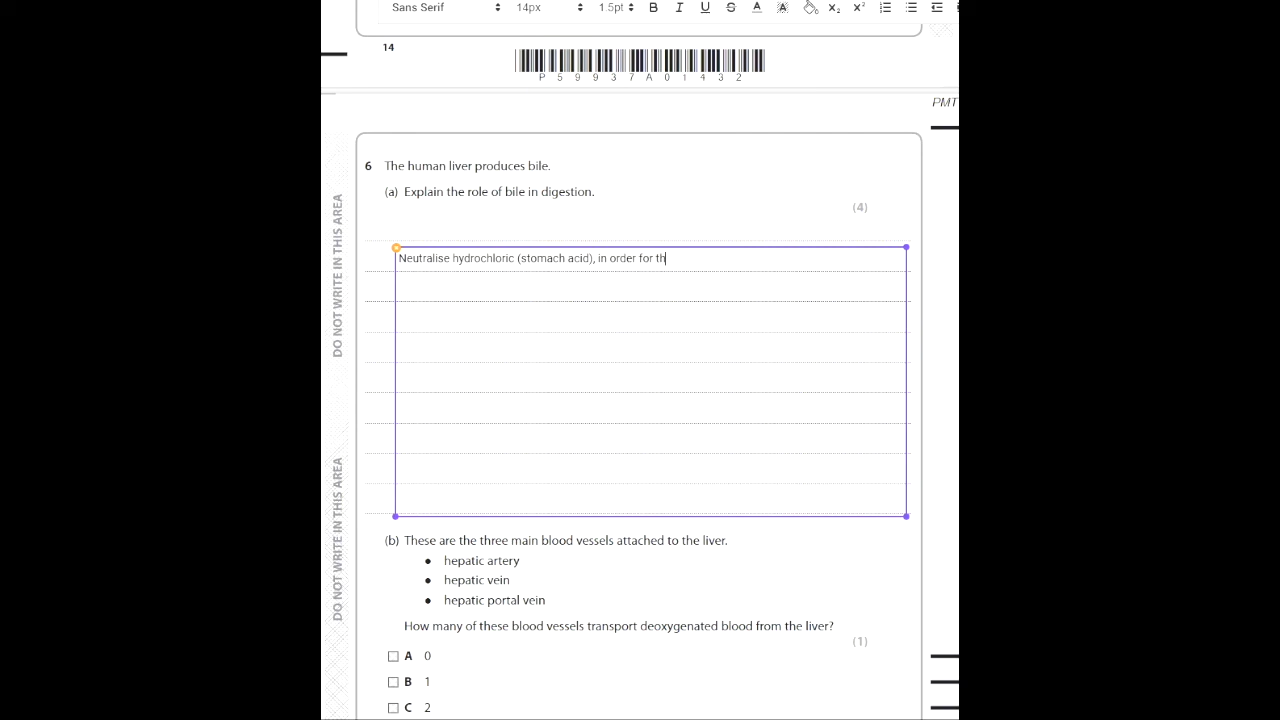 Sans Serif 14px 1.5pt B I U S A A x₂ x²
14
P 5 9 9 3 7 A 0 1 4 3 2
PMT
DO NOT WRITE IN THIS AREA
6 The human liver produces bile.
(a) Explain the role of bile in digestion.
(4)
Neutralise hydrochloric (stomach acid), in order for th
DO NOT WRITE IN THIS AREA
(b) These are the three main blood vessels attached to the liver.
• hepatic artery
• hepatic vein
• hepatic portal vein
How many of these blood vessels transport deoxygenated blood from the liver?
(1)
A 0
B 1
C 2